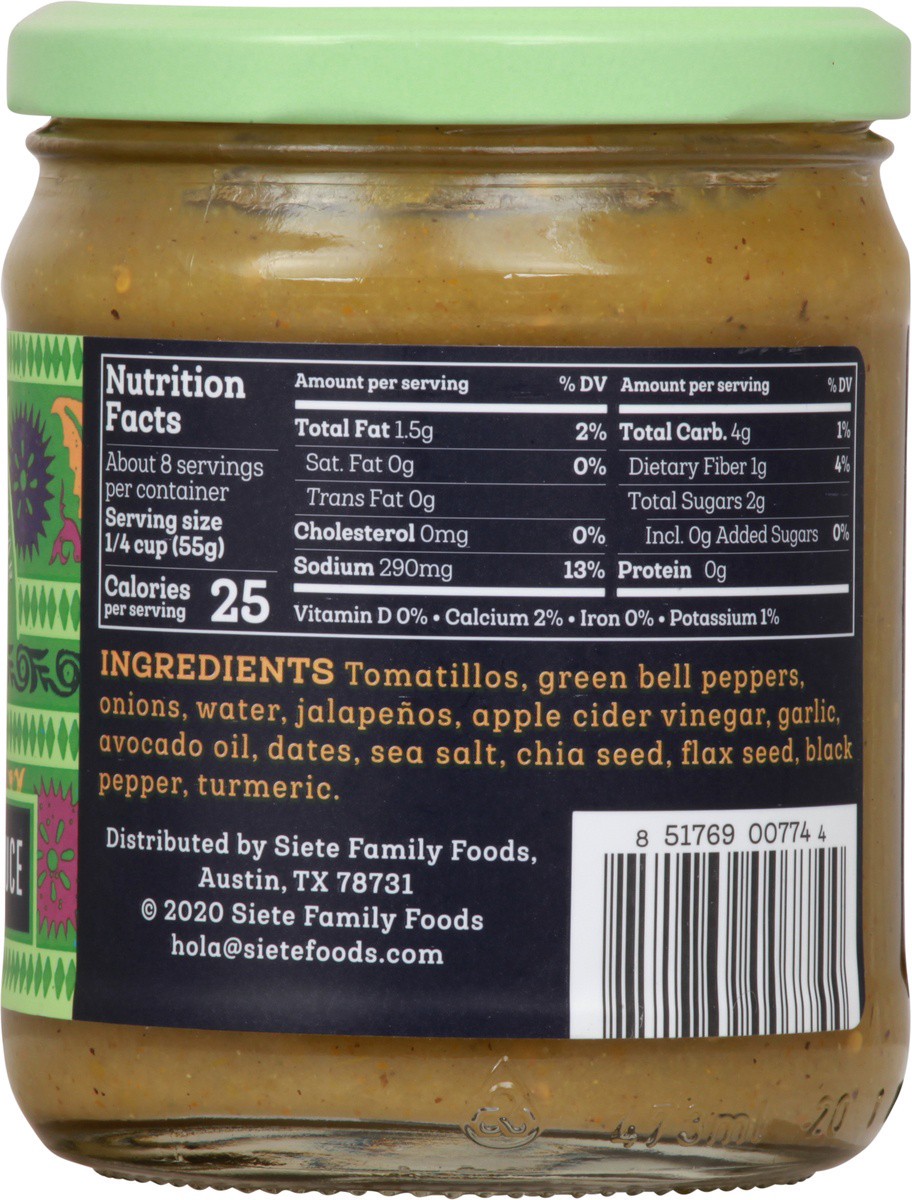 Nutrition
Facts
About 8 servings
per container
Serving size
1/4 cup (55g)
Calories
per serving
25
Amount per serving % DV
Total Fat 1.5g 2%
Sat. Fat 0g 0%
Trans Fat 0g
Cholesterol 0mg 0%
Sodium 290mg 13%
Amount per serving % DV
Total Carb. 4g 1%
Dietary Fiber 1g 4%
Total Sugars 2g
Incl. 0g Added Sugars 0%
Protein 0g
Vitamin D 0% • Calcium 2% • Iron 0% • Potassium 1%
INGREDIENTS Tomatillos, green bell peppers,
onions, water, jalapeños, apple cider vinegar, garlic,
avocado oil, dates, sea salt, chia seed, flax seed, black
pepper, turmeric.
Distributed by Siete Family Foods,
Austin, TX 78731
© 2020 Siete Family Foods
hola@sietefoods.com
8 51769 00774 4